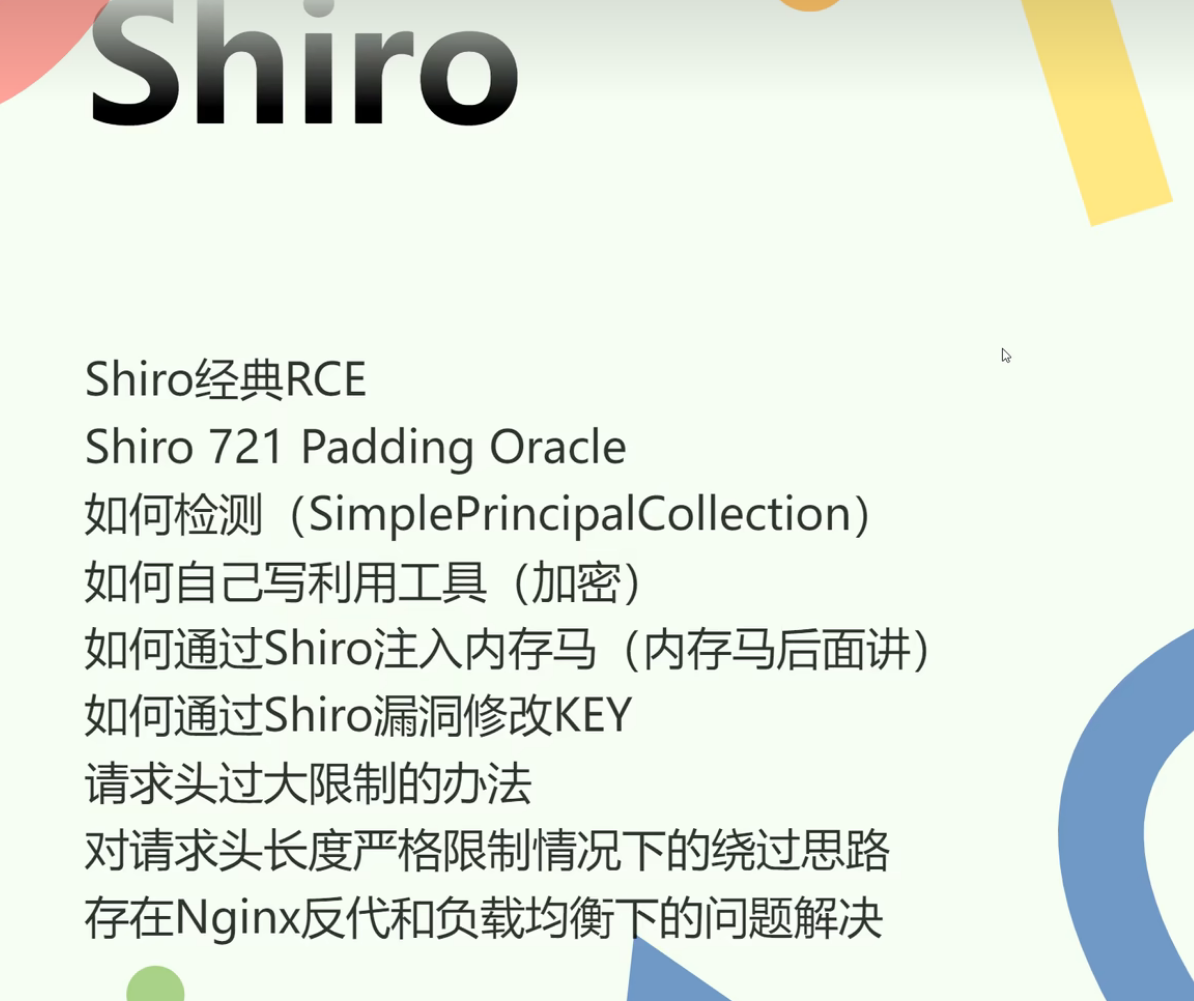 Shiro
Shiro经典RCE
Shiro 721 Padding Oracle
如何检测（SimplePrincipalCollection）
如何自己写利用工具（加密）
如何通过Shiro注入内存马（内存马后面讲）
如何通过Shiro漏洞修改KEY
请求头过大限制的办法
对请求头长度严格限制情况下的绕过思路
存在Nginx反代和负载均衡下的问题解决